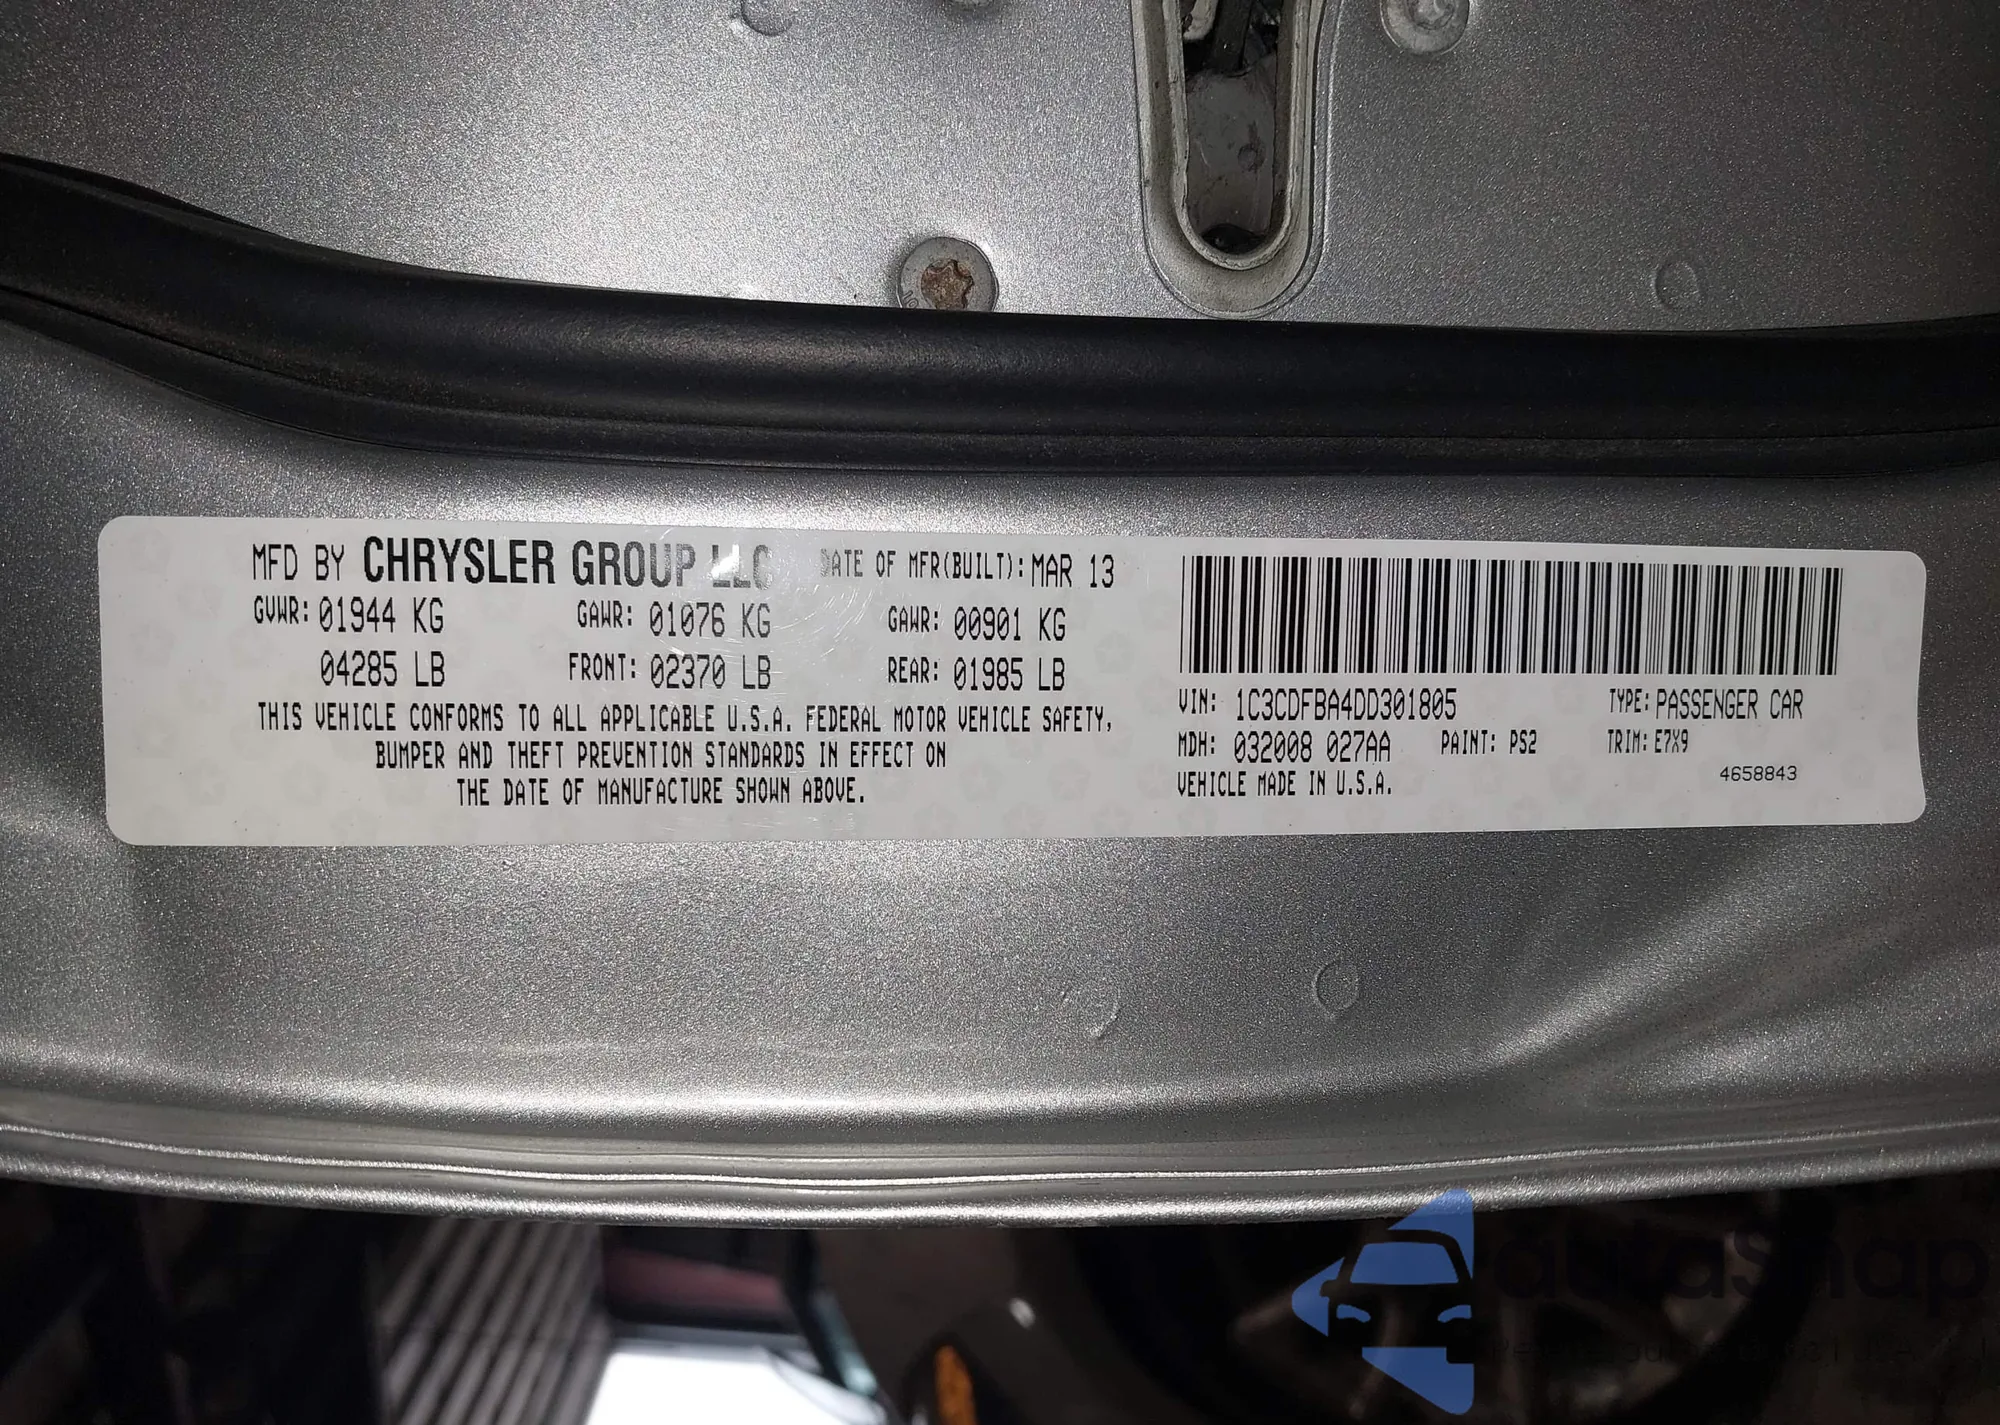 MFD BY CHRYSLER GROUP LLC DATE OF MFR(BUILT): MAR 13
GVWR: 01944 KG GAWR: 01076 KG GAWR: 00901 KG
04285 LB FRONT: 02370 LB REAR: 01985 LB
THIS VEHICLE CONFORMS TO ALL APPLICABLE U.S.A. FEDERAL MOTOR VEHICLE SAFETY,
BUMPER AND THEFT PREVENTION STANDARDS IN EFFECT ON
THE DATE OF MANUFACTURE SHOWN ABOVE.
VIN: 1C3CDFBA4DD301805 TYPE: PASSENGER CAR
MDH: 032008 027AA PAINT: PS2 TRIM: E7X9
4658843
VEHICLE MADE IN U.S.A.